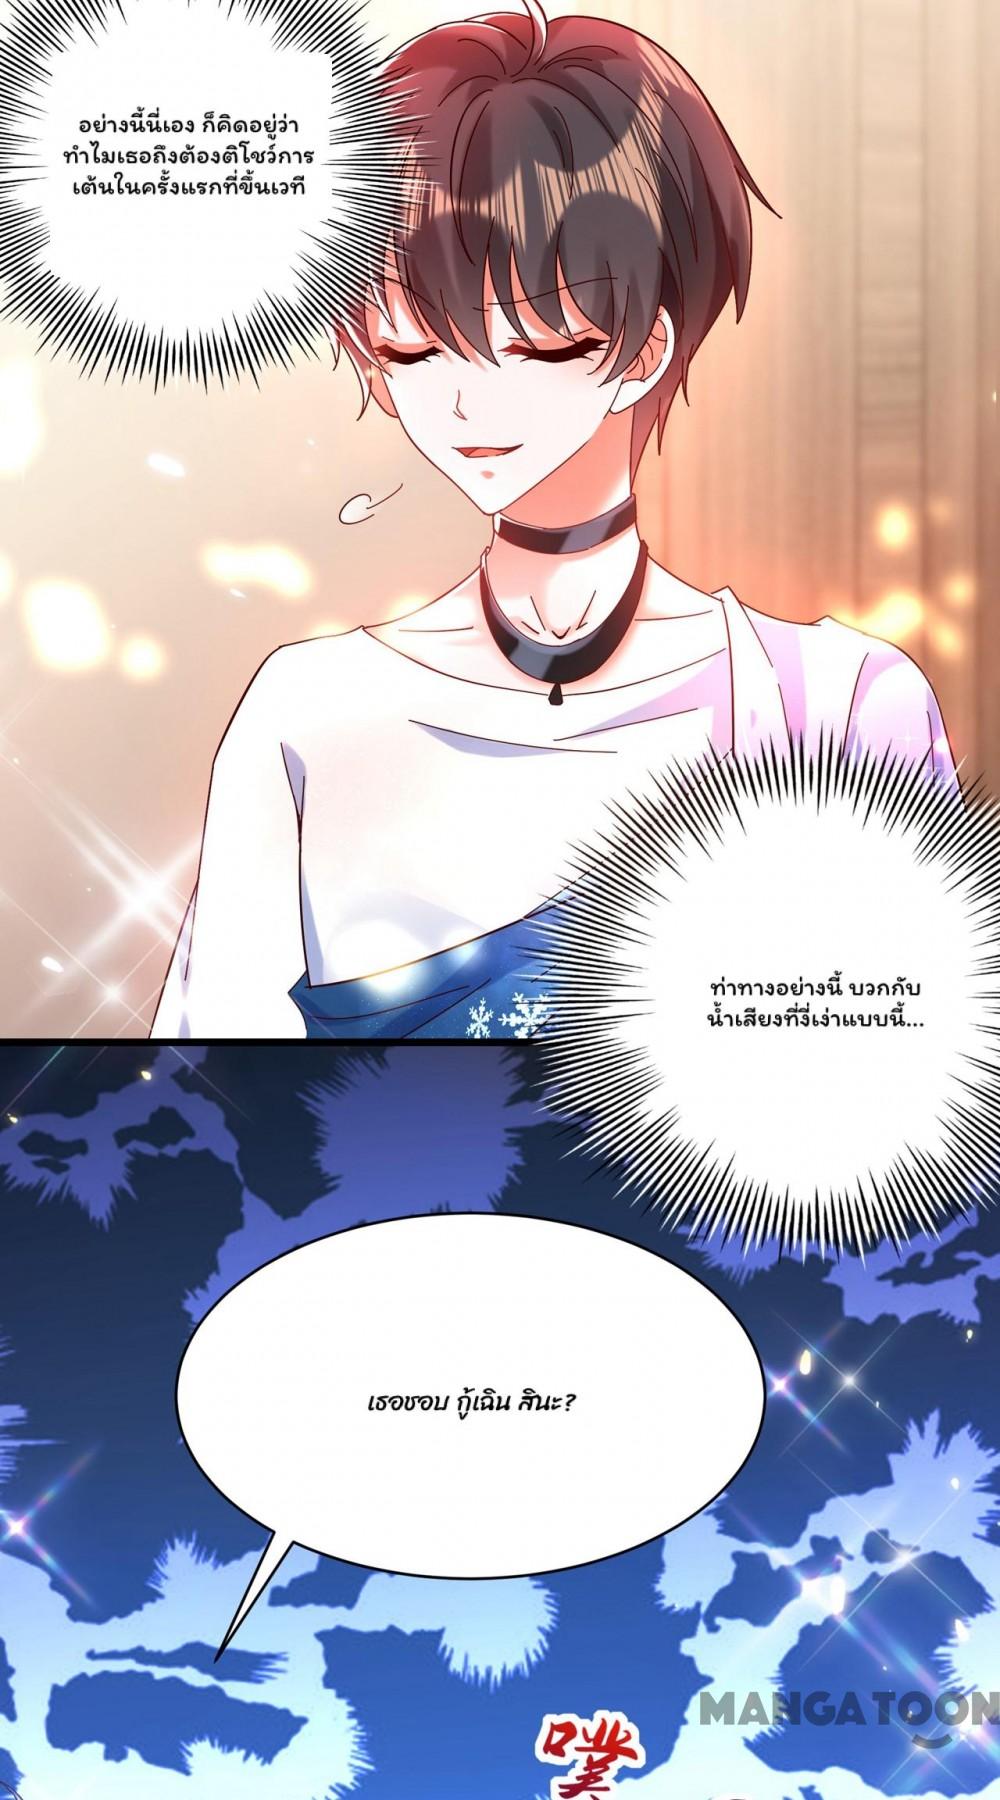 อย่างนี้นี่เอง ก็คิดอยู่ว่า
ทำไมเธอถึงต้องติโชว์การ
เต้นในครั้งแรกที่ขึ้นเวที
ท่าทางอย่างนี้ บวกกับ
น้ำเสียงที่งี่เง่าแบบนี้...
เธอชอบ กู้เฉิน สินะ?
MANGATOON
噗